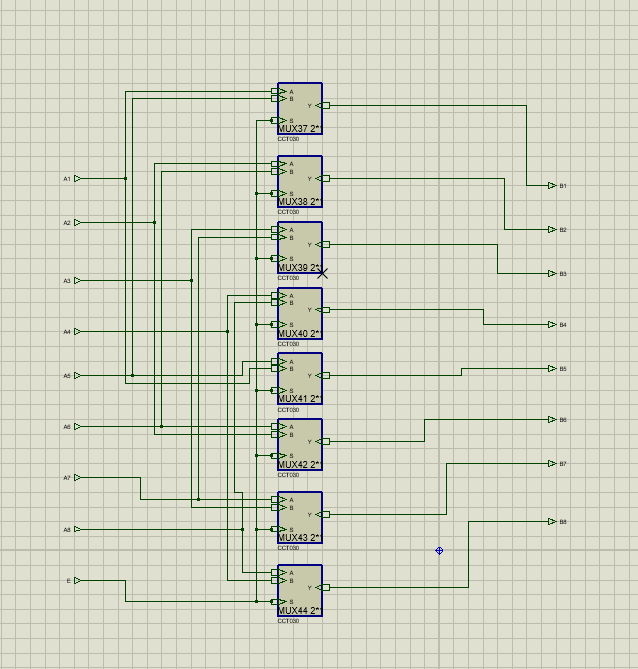 A
B
Y
S
MUX37 2*
CCT030
A
B
A1
Y
B1
S
MUX38 2*
CCT030
A2
A
B
B2
Y
S
MUX39 2*
CCT030
B3
A3
A
B
Y
S
A4
B4
MUX40 2*
CCT030
A
B
B5
A5
Y
S
MUX41 2*
CCT030
B6
A6
A
B
Y
S
MUX42 2*
CCT030
B7
A7
A
B
Y
B8
A8
S
MUX43 2*
CCT030
A
B
E
Y
S
MUX44 2*
CCT030